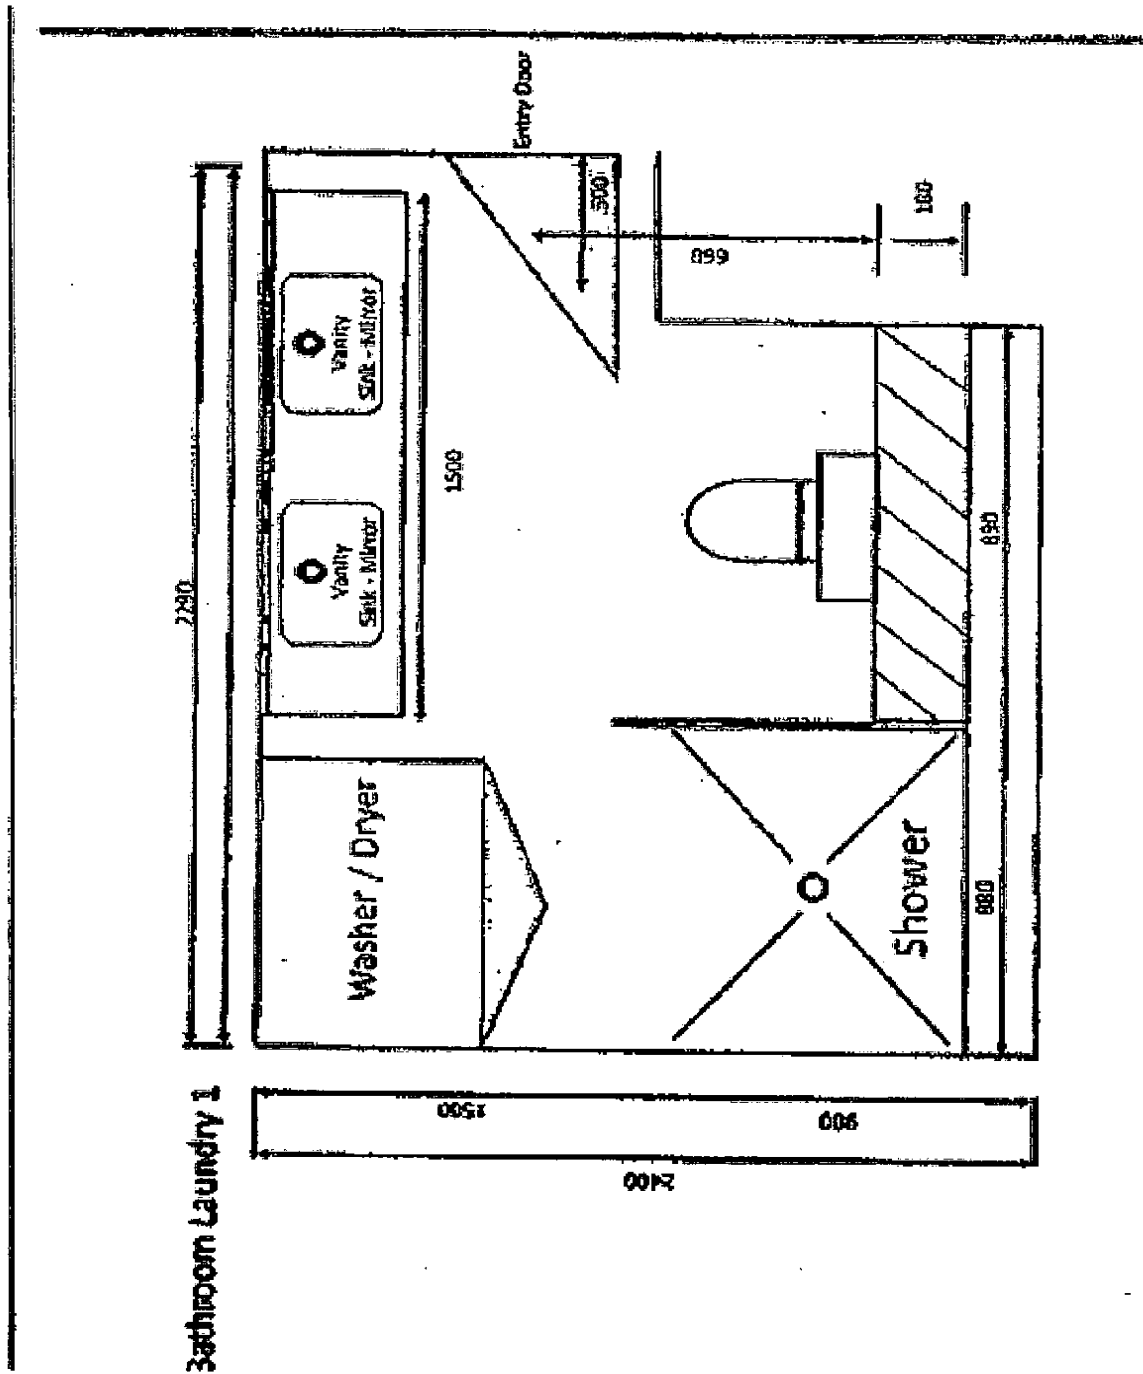 Bathroom Laundry 1
2290
Vanity
Sink - Mirror
Vanity
Sink - Mirror
1500
Entry Door
300
660
180
Washer / Dryer
Shower
880
890
1500
900
2400